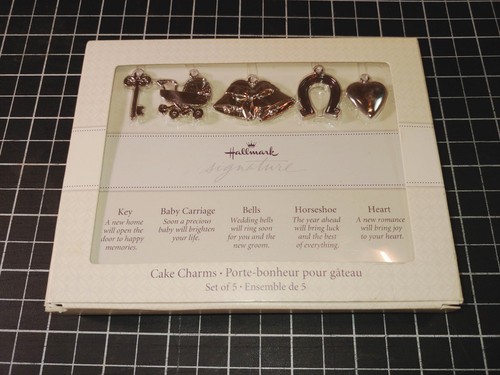 Hallmark
signature
Key
A new home
will open the
door to happy
memories.
Baby Carriage
Soon a precious
baby will brighten
your life.
Bells
Wedding bells
will ring soon
for you and the
new groom.
Horseshoe
The year ahead
will bring luck
and the best
of everything.
Heart
A new romance
will bring joy
to your heart.
Cake Charms • Porte-bonheur pour gâteau
Set of 5 • Ensemble de 5